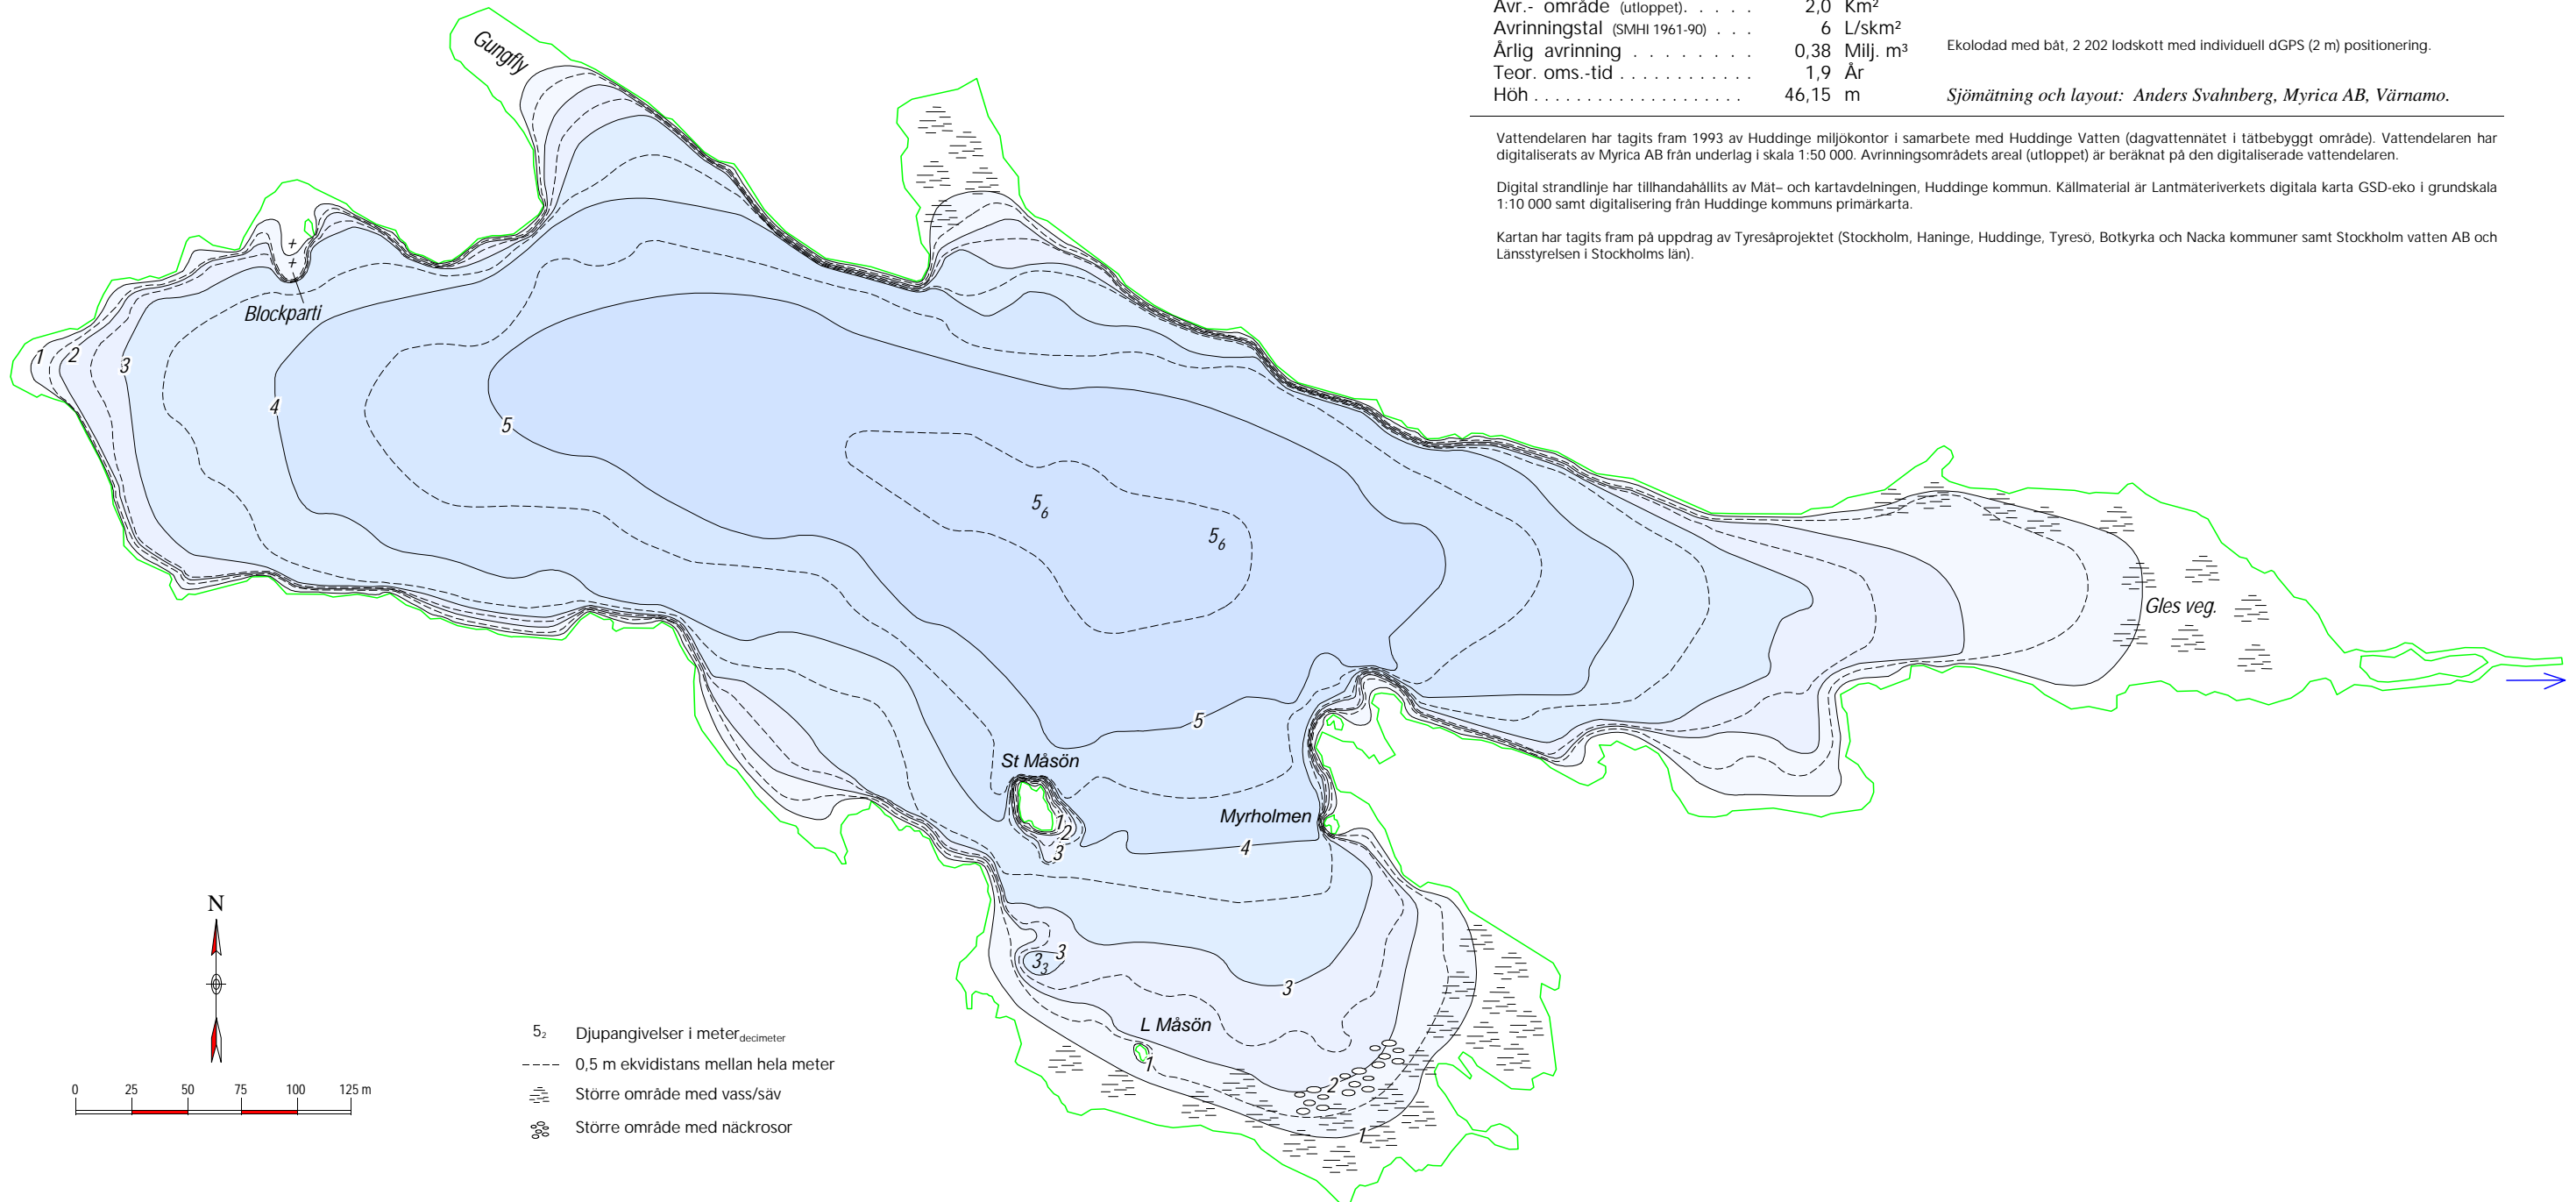 Avr.- område (utloppet). . . . . 2,0 Km²
Avrinningstal (SMHI 1961-90) . . . 6 L/skm²
Årlig avrinning . . . . . . . . 0,38 Milj. m³
Teor. oms.-tid . . . . . . . . . . . . 1,9 År
Höh . . . . . . . . . . . . . . . . . . . . 46,15 m
Ekolodad med båt, 2 202 lodskott med individuell dGPS (2 m) positionering.
Sjömätning och layout: Anders Svahnberg, Myrica AB, Värnamo.
Vattendelaren har tagits fram 1993 av Huddinge miljökontor i samarbete med Huddinge Vatten (dagvattennätet i tätbebyggt område). Vattendelaren har
digitaliserats av Myrica AB från underlag i skala 1:50 000. Avrinningsområdets areal (utloppet) är beräknat på den digitaliserade vattendelaren.
Digital strandlinje har tillhandahållits av Mät– och kartavdelningen, Huddinge kommun. Källmaterial är Lantmäteriverkets digitala karta GSD-eko i grundskala
1:10 000 samt digitalisering från Huddinge kommuns primärkarta.
Kartan har tagits fram på uppdrag av Tyresåprojektet (Stockholm, Haninge, Huddinge, Tyresö, Botkyrka och Nacka kommuner samt Stockholm vatten AB och
Länsstyrelsen i Stockholms län).
Gungfly
Blockparti
1 2 3
4
5
5₆
5₆
Gles veg.
5
St Måsön
1
2
3
Myrholmen
4
3
3₃
3
L Måsön
1
2
1
N
0 25 50 75 100 125 m
5₂ Djupangivelser i meter decimeter
0,5 m ekvidistans mellan hela meter
Större område med vass/säv
Större område med näckrosor